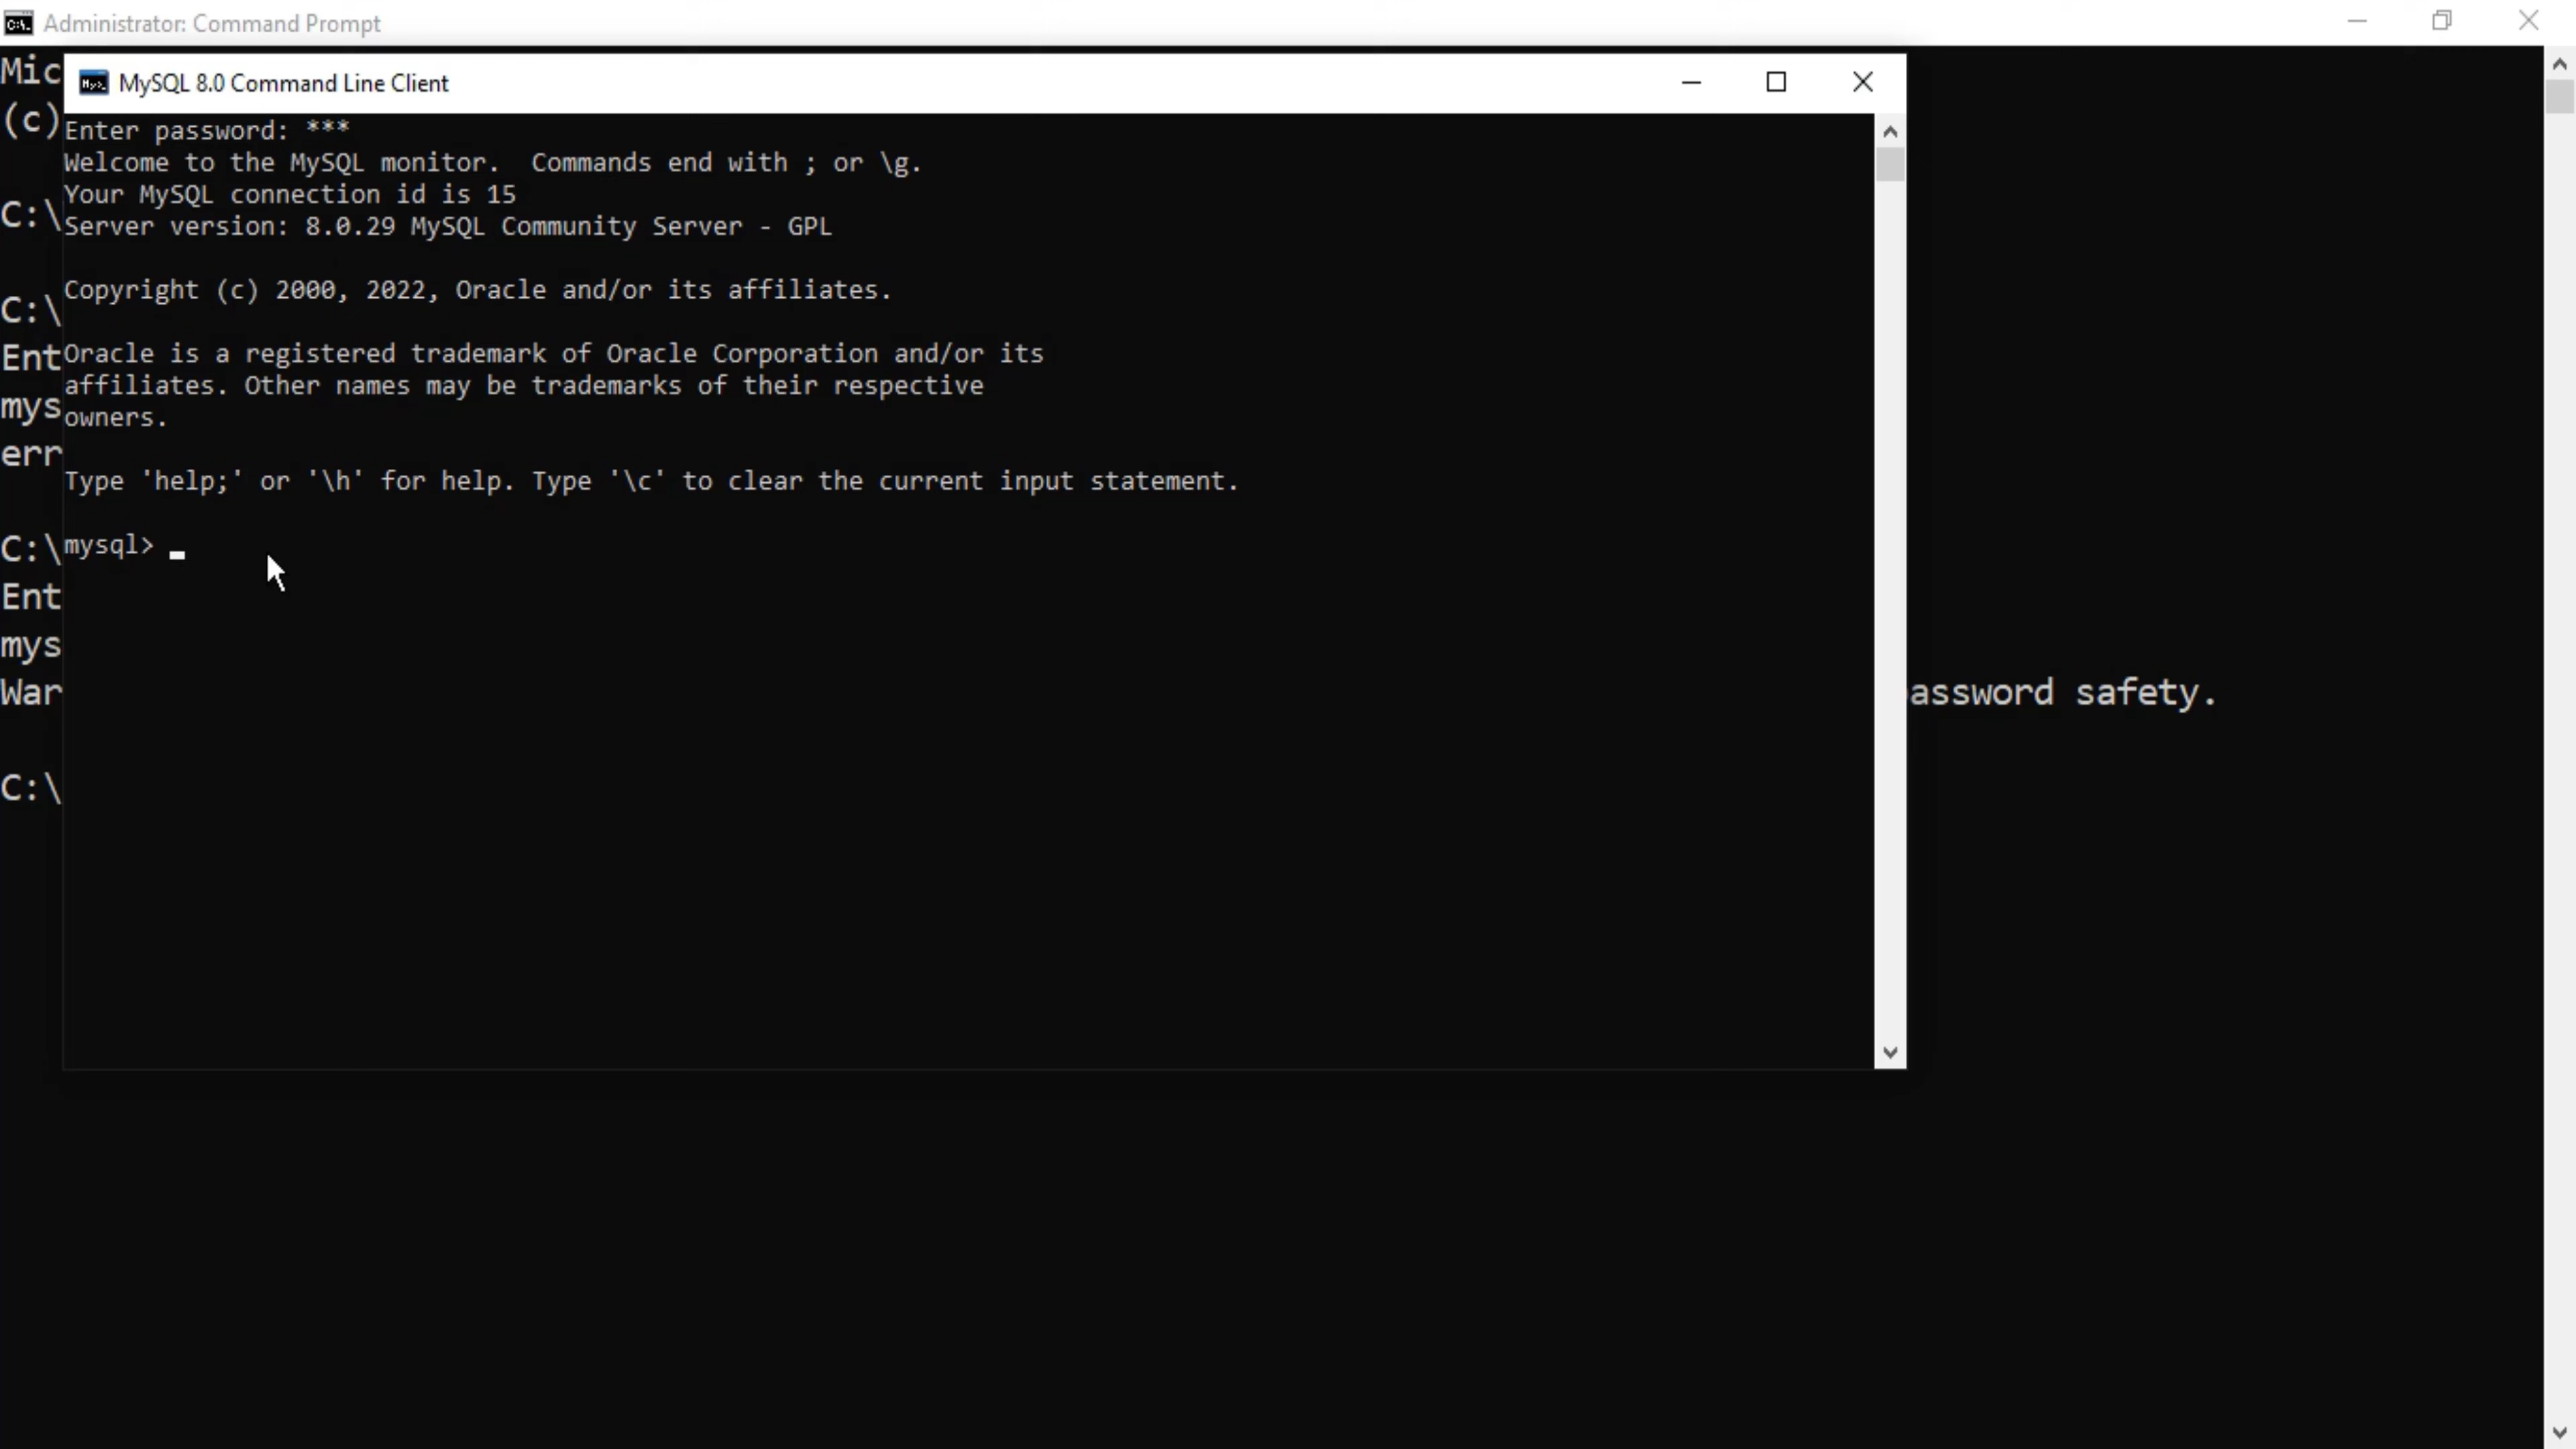 Administrator: Command Prompt
MySQL 8.0 Command Line Client
Enter password: ***
Welcome to the MySQL monitor.  Commands end with ; or \g.
Your MySQL connection id is 15
Server version: 8.0.29 MySQL Community Server - GPL
Copyright (c) 2000, 2022, Oracle and/or its affiliates.
Oracle is a registered trademark of Oracle Corporation and/or its
affiliates. Other names may be trademarks of their respective
owners.
Type 'help;' or '\h' for help. Type '\c' to clear the current input statement.
mysql>
Mic
(c)
C:\
C:\
Ent
mys
err
C:\
Ent
mys
War
assword safety.
C:\